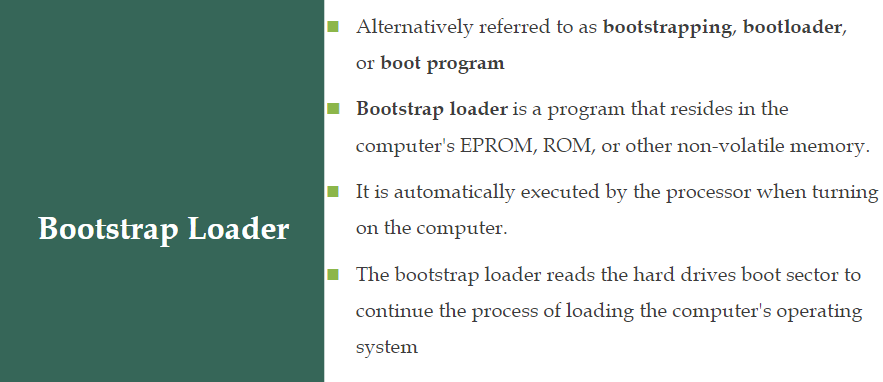 Bootstrap Loader
Alternatively referred to as bootstrapping, bootloader,
or boot program
Bootstrap loader is a program that resides in the
computer's EPROM, ROM, or other non-volatile memory.
It is automatically executed by the processor when turning
on the computer.
The bootstrap loader reads the hard drives boot sector to
continue the process of loading the computer's operating
system